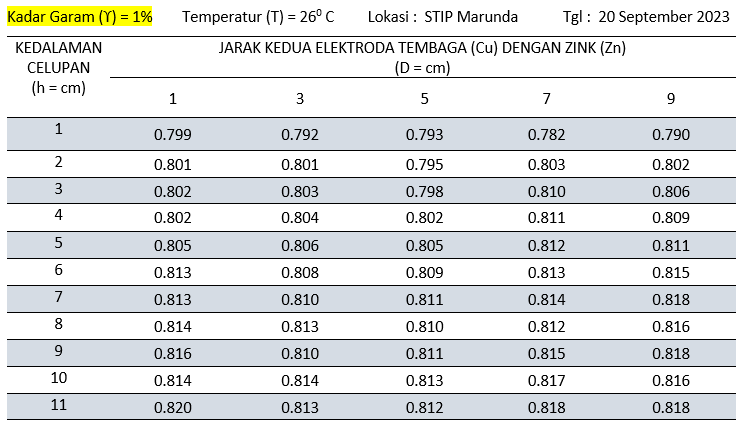 Kadar Garam (ϒ) = 1% Temperatur (T) = 26⁰ C Lokasi : STIP Marunda Tgl : 20 September 2023
KEDALAMAN CELUPAN (h = cm) JARAK KEDUA ELEKTRODA TEMBAGA (Cu) DENGAN ZINK (Zn)
(D = cm)
1 3 5 7 9
1 0.799 0.792 0.793 0.782 0.790
2 0.801 0.801 0.795 0.803 0.802
3 0.802 0.803 0.798 0.810 0.806
4 0.802 0.804 0.802 0.811 0.809
5 0.805 0.806 0.805 0.812 0.811
6 0.813 0.808 0.809 0.813 0.815
7 0.813 0.810 0.811 0.814 0.818
8 0.814 0.813 0.810 0.812 0.816
9 0.816 0.810 0.811 0.815 0.818
10 0.814 0.814 0.813 0.817 0.816
11 0.820 0.813 0.812 0.818 0.818